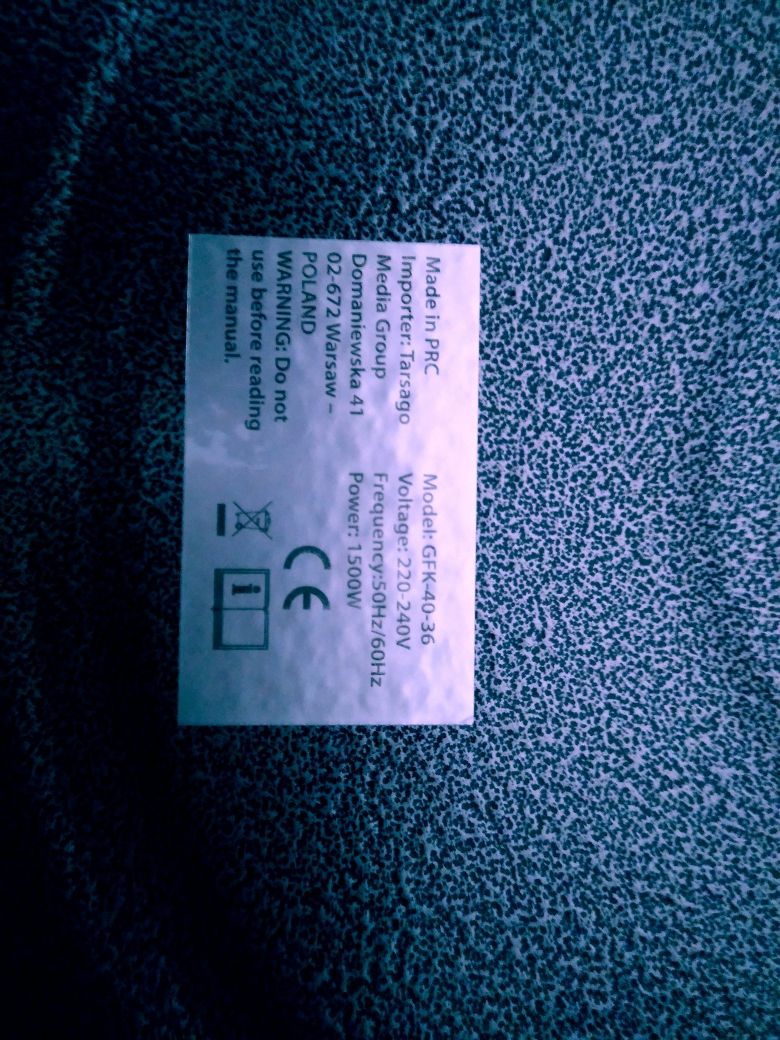 Made in PRC
Importer: Tarsago
Media Group
Domaniewska 41
02-672 Warsaw –
POLAND
WARNING: Do not
use before reading
the manual.
Model: GFK-40-36
Voltage: 220-240V
Frequency:50Hz/60Hz
Power: 1500W
CE